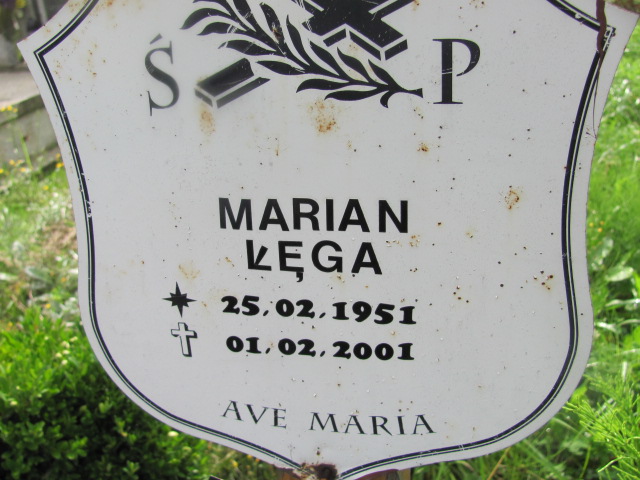 Ś P
MARIAN
ŁĘGA
25.02.1951
01.02.2001
AVE MARIA